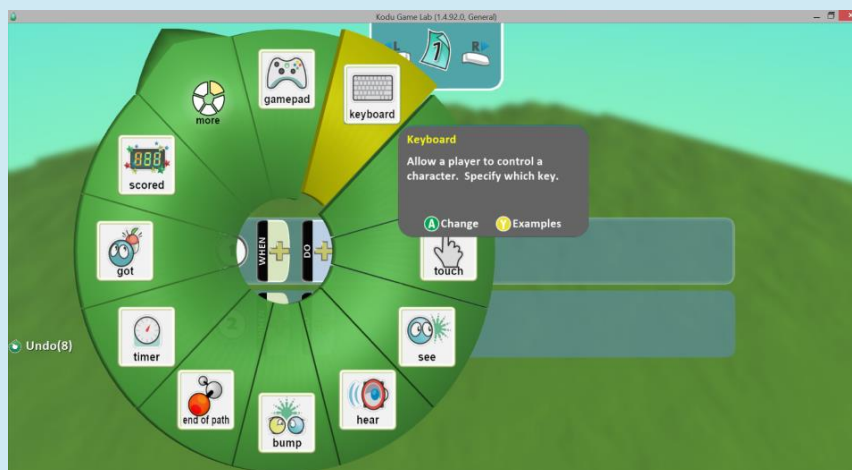 Kodu Game Lab (1.4.92.0, General)
L
1
R
gamepad
keyboard
more
Keyboard
Allow a player to control a
character. Specify which key.
A Change
Y Examples
scored
888
got
1
WHEN
DO
touch
timer
2
see
Undo(8)
end of path
bump
hear